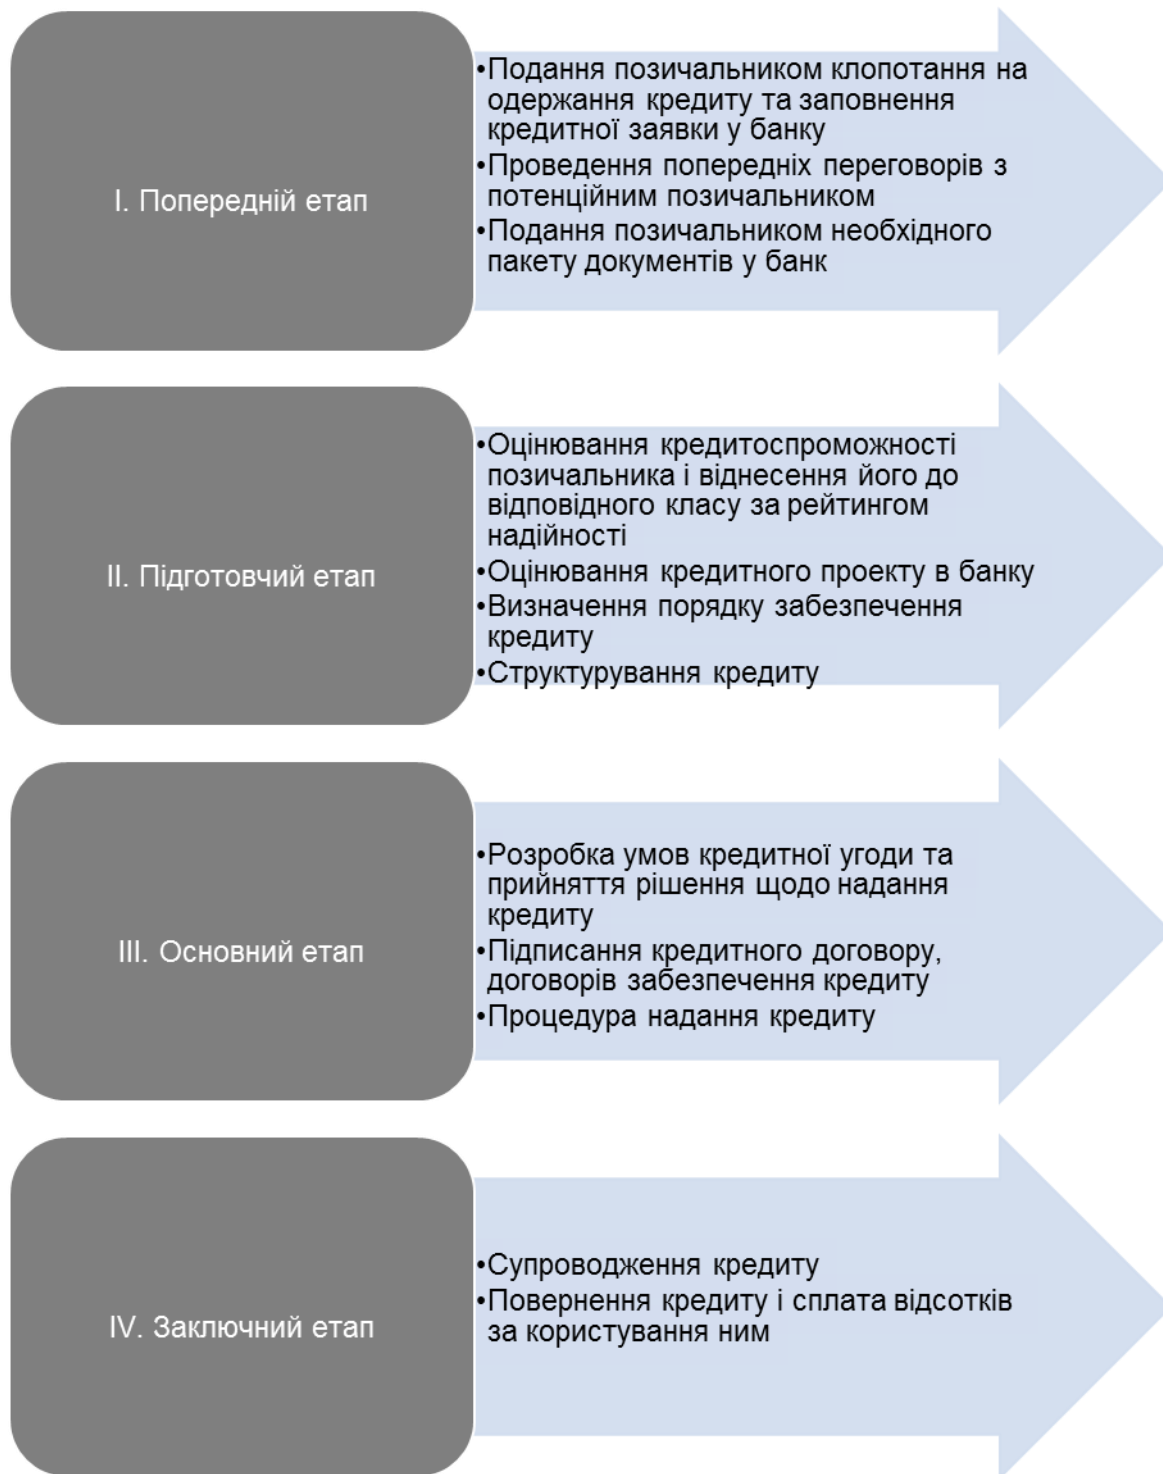 І. Попередній етап
•Подання позичальником клопотання на
одержання кредиту та заповнення
кредитної заявки у банку
•Проведення попередніх переговорів з
потенційним позичальником
•Подання позичальником необхідного
пакету документів у банк
ІІ. Підготовчий етап
•Оцінювання кредитоспроможності
позичальника і віднесення його до
відповідного класу за рейтингом
надійності
•Оцінювання кредитного проекту в банку
•Визначення порядку забезпечення
кредиту
•Структурування кредиту
ІІІ. Основний етап
•Розробка умов кредитної угоди та
прийняття рішення щодо надання
кредиту
•Підписання кредитного договору,
договорів забезпечення кредиту
•Процедура надання кредиту
IV. Заключний етап
•Супроводження кредиту
•Повернення кредиту і сплата відсотків
за користування ним